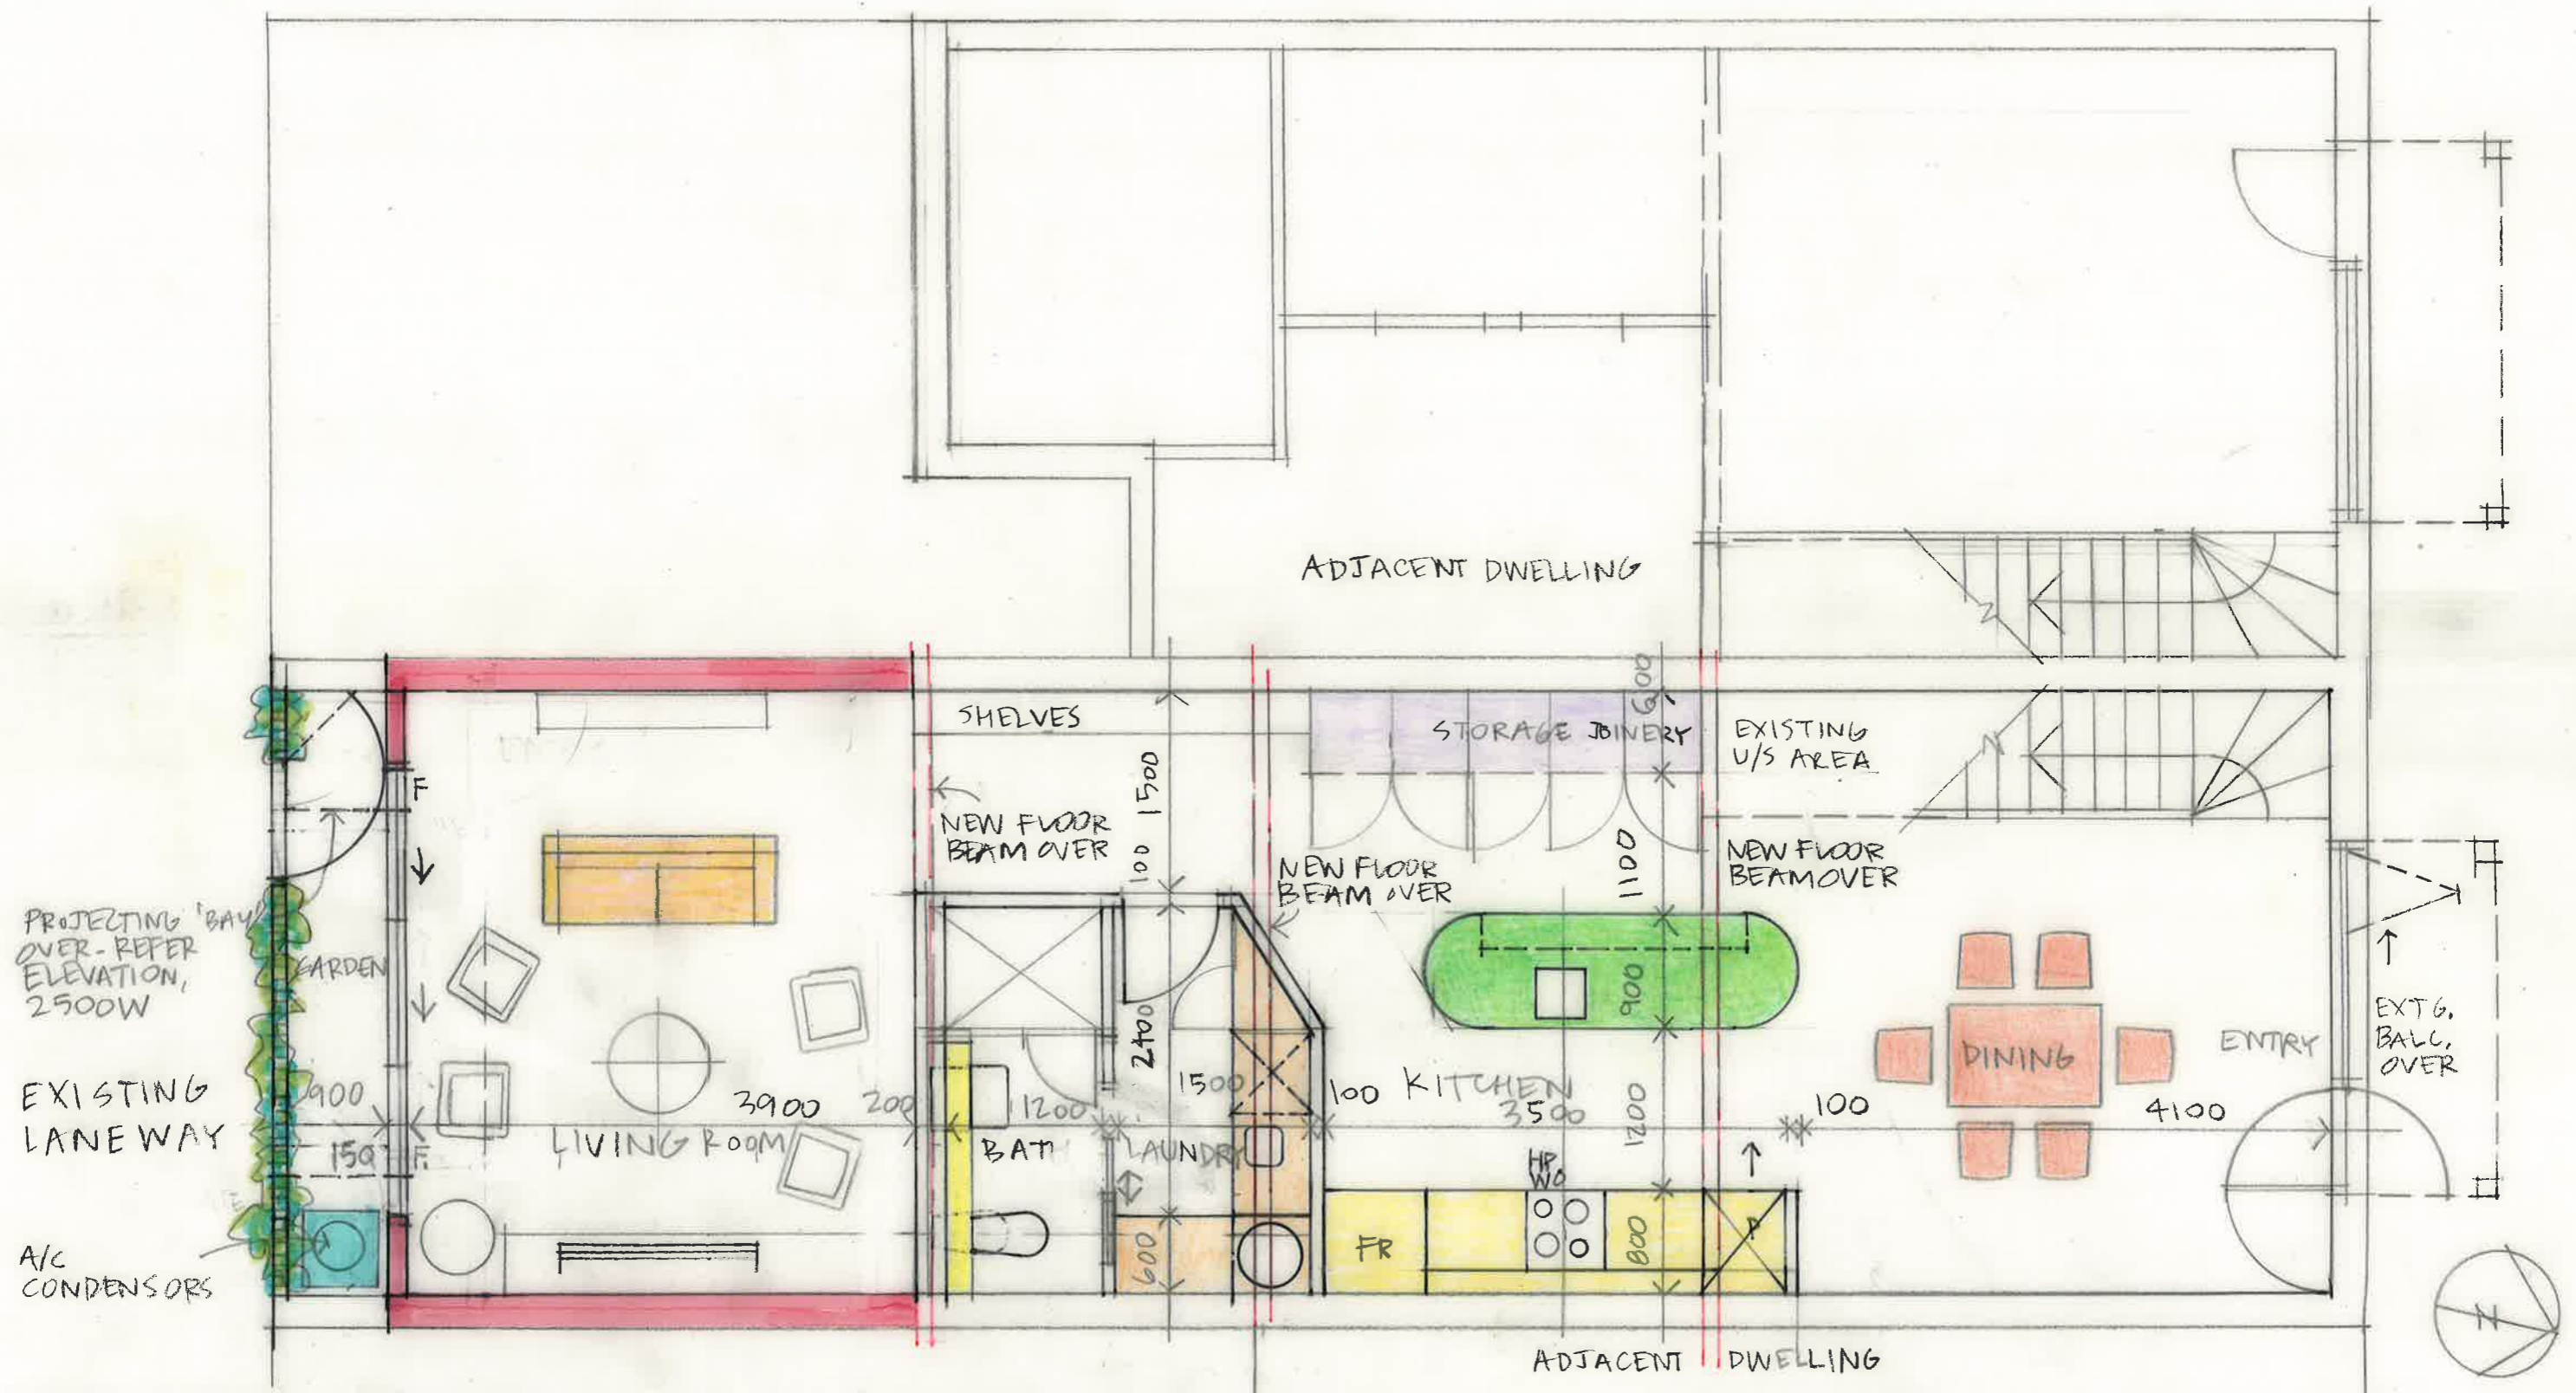 ADJACENT DWELLING
SHELVES
STORAGE JOINERY
600
EXISTING
U/S AREA
1500
NEW FLOOR
BEAM OVER
100
NEW FLOOR
BEAM OVER
1100
NEW FLOOR
BEAM OVER
F
PROJECTING 'BAY'
OVER - REFER
ELEVATION,
2500W
GARDEN
900
2400
DINING
ENTRY
EXTG.
BALC.
OVER
EXISTING
LANEWAY
900
3900
200
1200
1500
100
KITCHEN
3500
1200
100
4100
150
F.
LIVING ROOM
BAT
LAUNDRY
HP
WO
A/C
CONDENSORS
600
FR
800
P
N
ADJACENT DWELLING